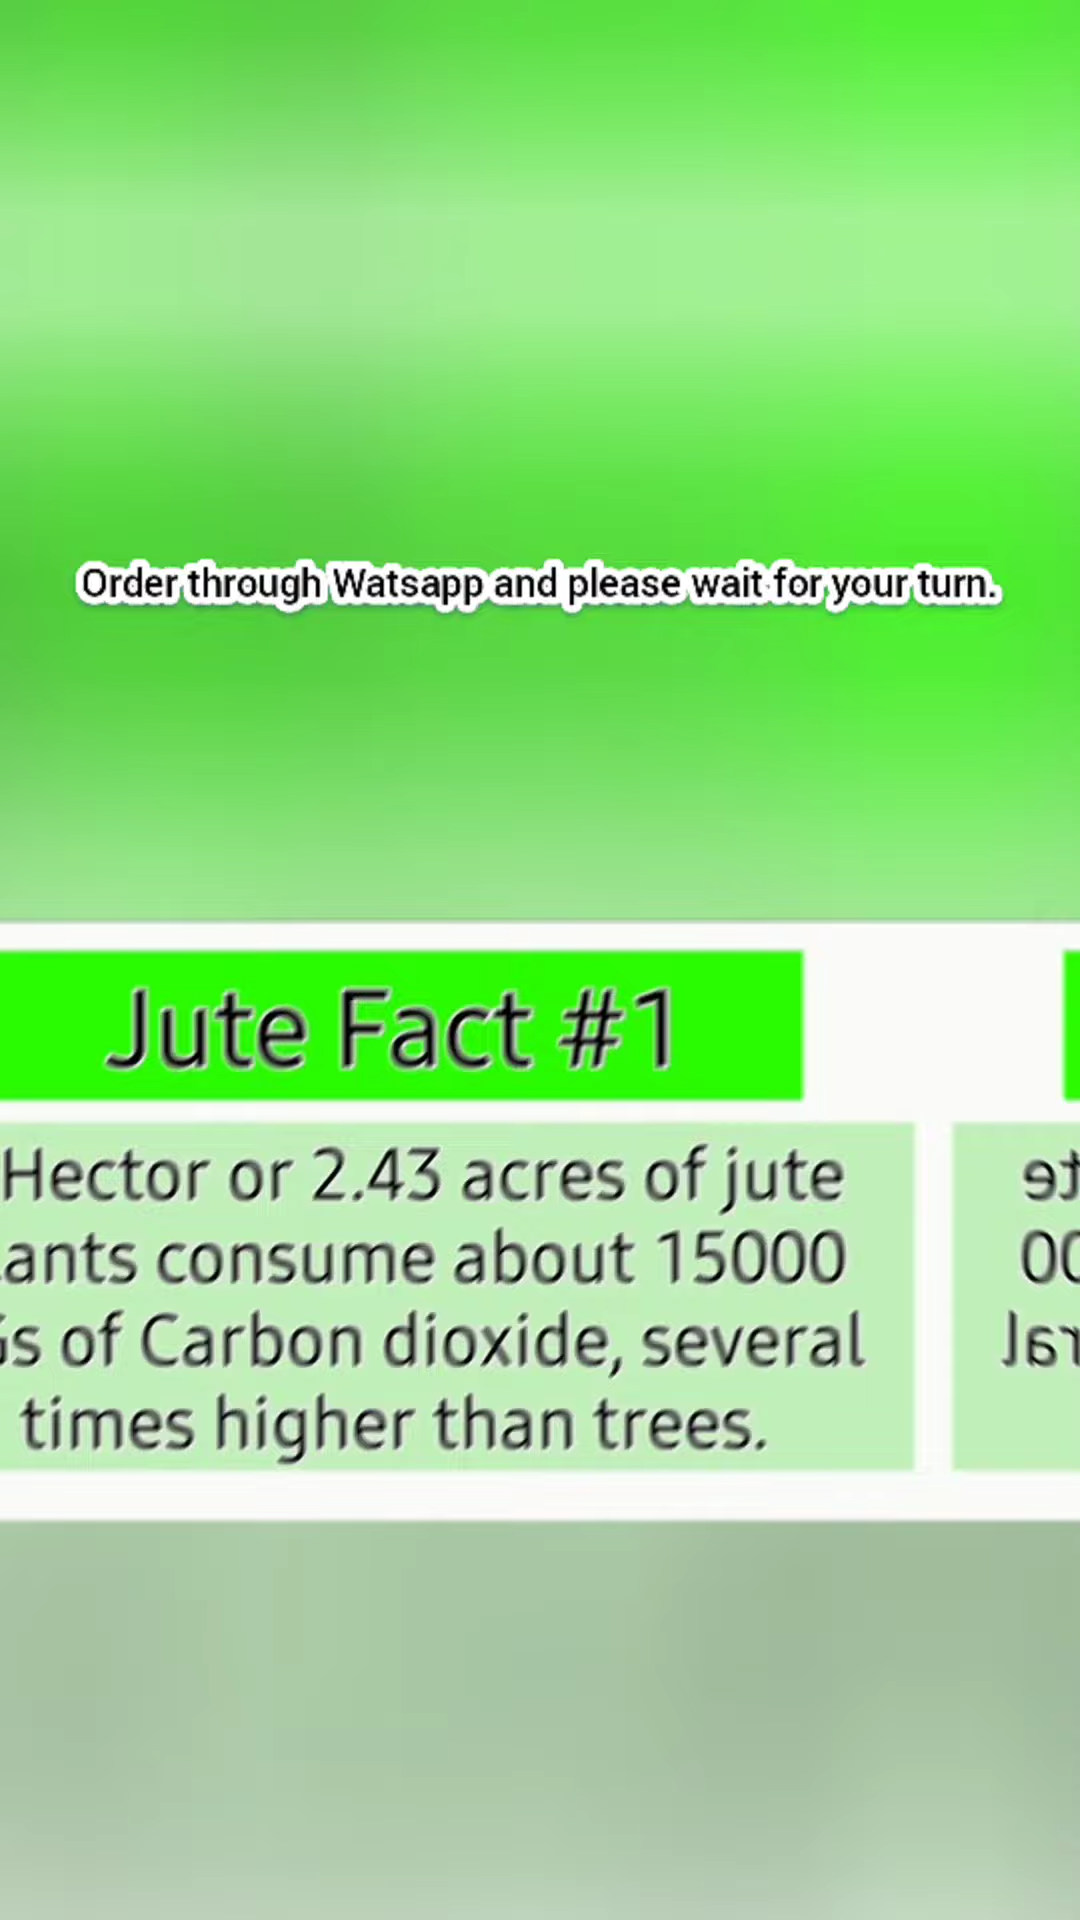 Order through Watsapp and please wait for your turn.
Jute Fact #1
Hector or 2.43 acres of jute
ants consume about 15000
s of Carbon dioxide, several
times higher than trees.